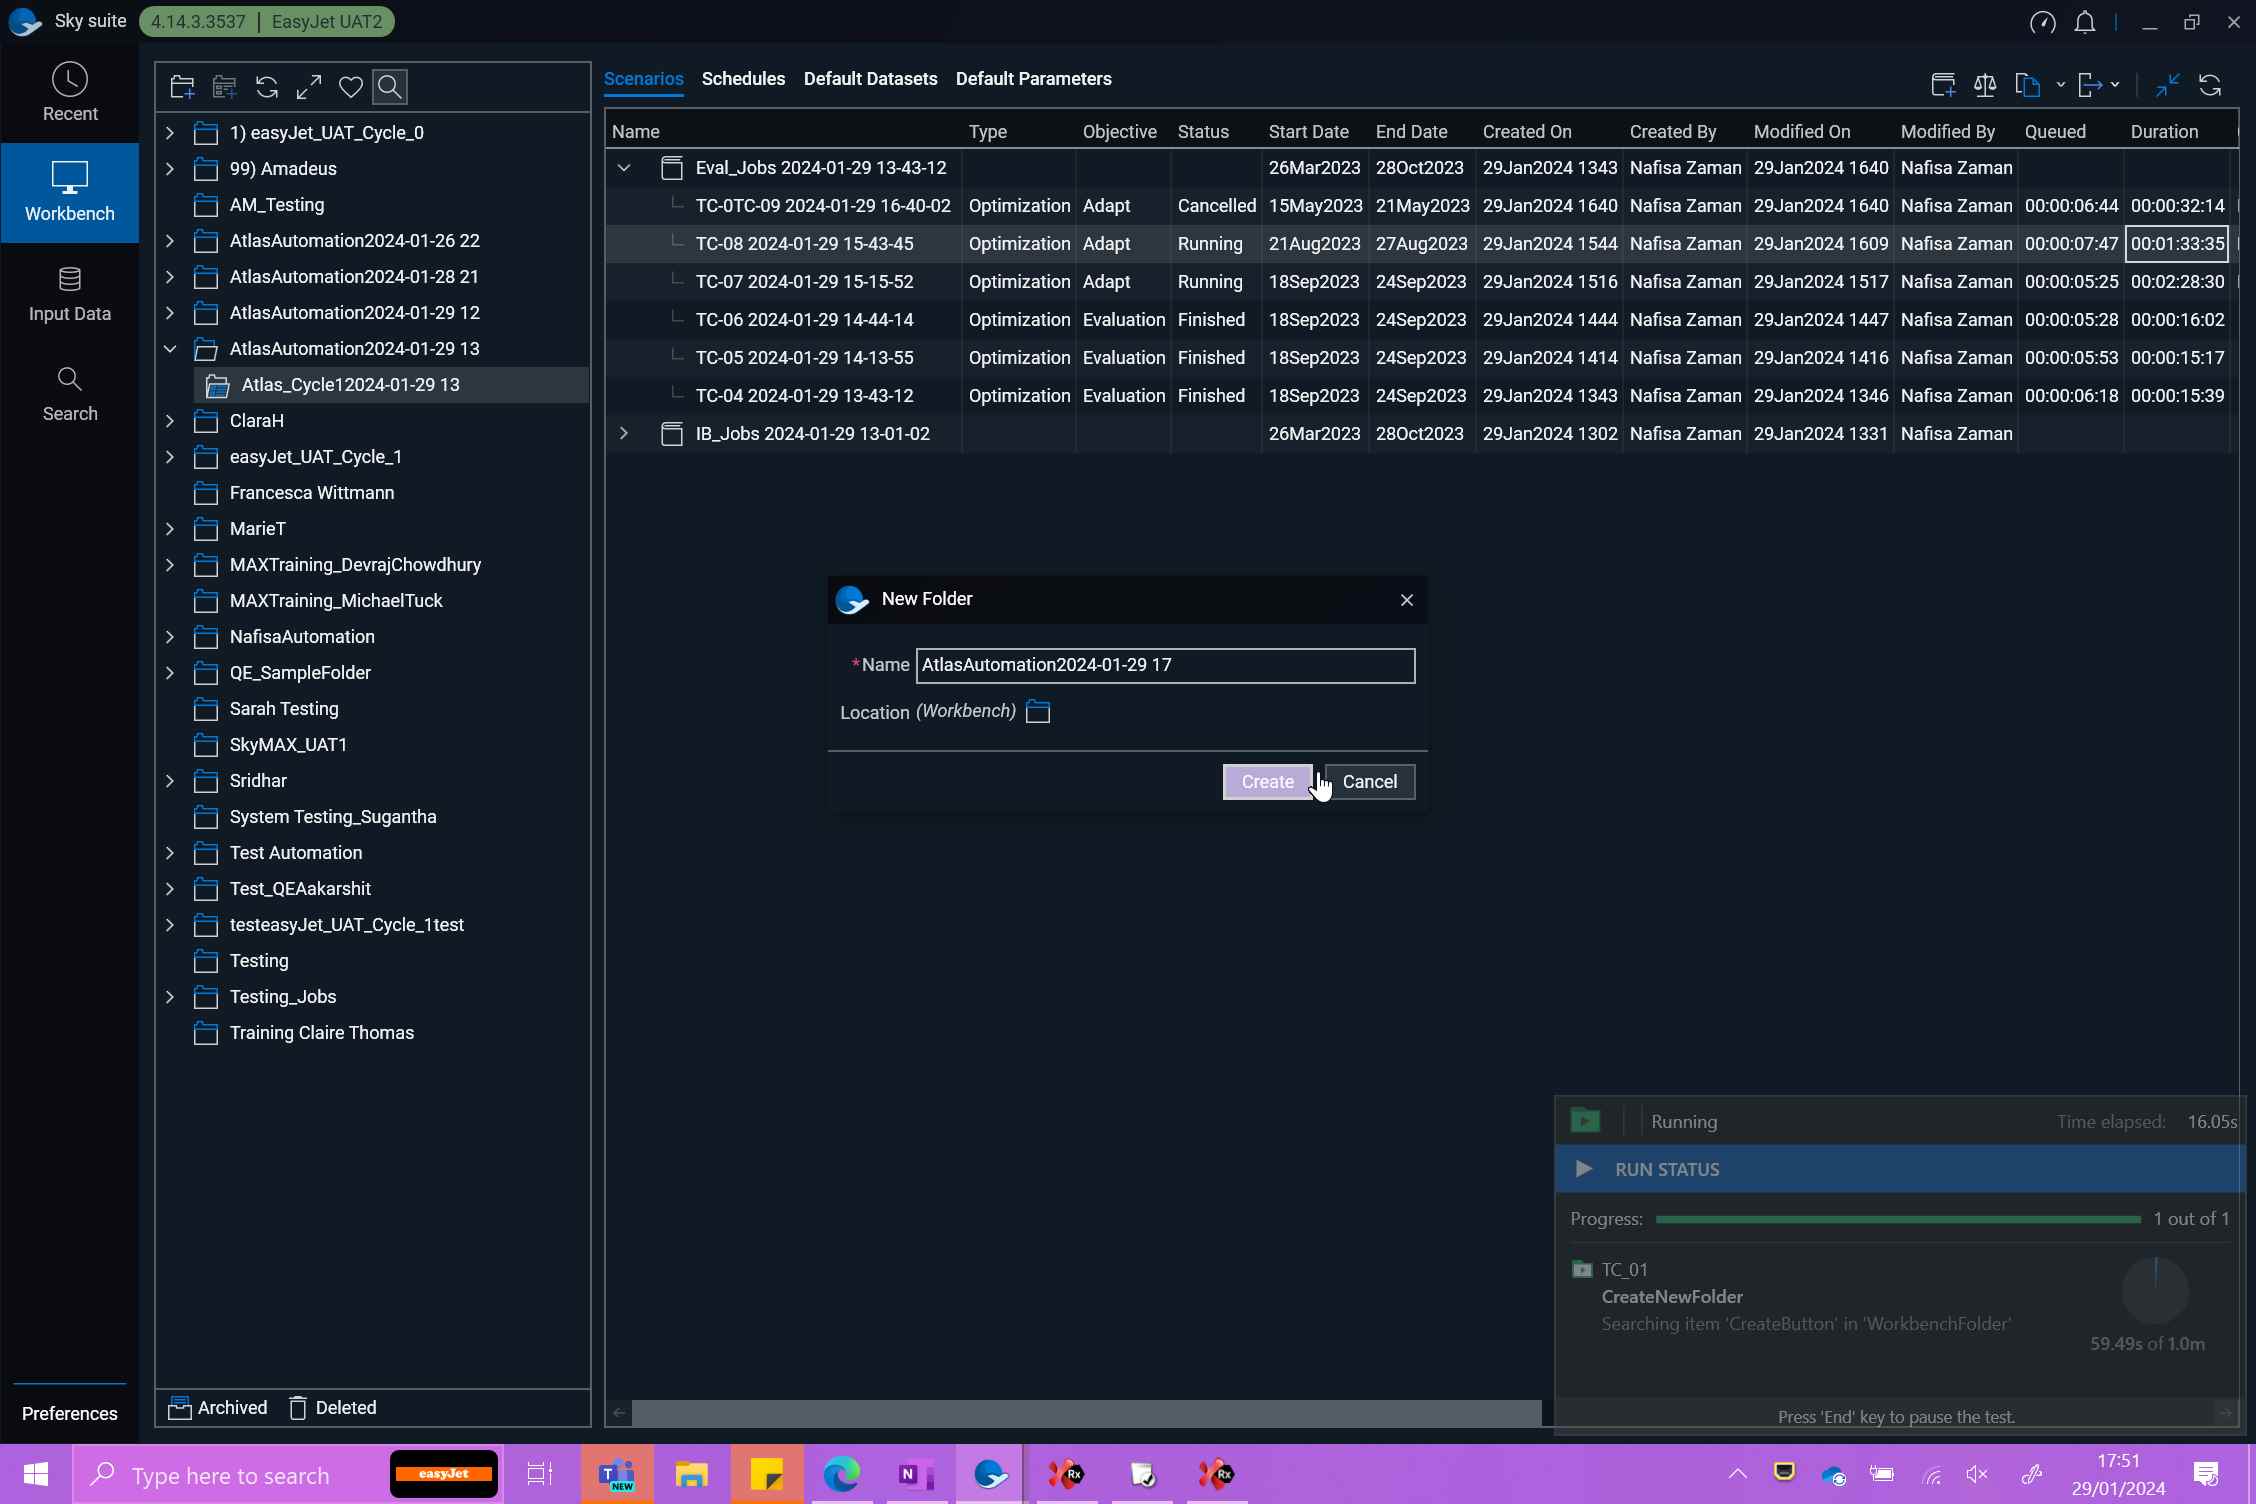 Sky suite 4.14.3.3537 | EasyJet UAT2
Recent
Workbench
Input Data
Search
Preferences
1) easyJet_UAT_Cycle_0
99) Amadeus
AM_Testing
AtlasAutomation2024-01-26 22
AtlasAutomation2024-01-28 21
AtlasAutomation2024-01-29 12
AtlasAutomation2024-01-29 13
Atlas_Cycle12024-01-29 13
ClaraH
easyJet_UAT_Cycle_1
Francesca Wittmann
MarieT
MAXTraining_DevrajChowdhury
MAXTraining_MichaelTuck
NafisaAutomation
QE_SampleFolder
Sarah Testing
SkyMAX_UAT1
Sridhar
System Testing_Sugantha
Test Automation
Test_QEAakarshit
testeasyJet_UAT_Cycle_1test
Testing
Testing_Jobs
Training Claire Thomas
Archived Deleted
Scenarios Schedules Default Datasets Default Parameters
Name Type Objective Status Start Date End Date Created On Created By Modified On Modified By Queued Duration
Eval_Jobs 2024-01-29 13-43-12 26Mar2023 28Oct2023 29Jan2024 1343 Nafisa Zaman 29Jan2024 1640 Nafisa Zaman
TC-0TC-09 2024-01-29 16-40-02 Optimization Adapt Cancelled 15May2023 21May2023 29Jan2024 1640 Nafisa Zaman 29Jan2024 1640 Nafisa Zaman 00:00:06:44 00:00:32:14
TC-08 2024-01-29 15-43-45 Optimization Adapt Running 21Aug2023 27Aug2023 29Jan2024 1544 Nafisa Zaman 29Jan2024 1609 Nafisa Zaman 00:00:07:47 00:01:33:35
TC-07 2024-01-29 15-15-52 Optimization Adapt Running 18Sep2023 24Sep2023 29Jan2024 1516 Nafisa Zaman 29Jan2024 1517 Nafisa Zaman 00:00:05:25 00:02:28:30
TC-06 2024-01-29 14-44-14 Optimization Evaluation Finished 18Sep2023 24Sep2023 29Jan2024 1444 Nafisa Zaman 29Jan2024 1447 Nafisa Zaman 00:00:05:28 00:00:16:02
TC-05 2024-01-29 14-13-55 Optimization Evaluation Finished 18Sep2023 24Sep2023 29Jan2024 1414 Nafisa Zaman 29Jan2024 1416 Nafisa Zaman 00:00:05:53 00:00:15:17
TC-04 2024-01-29 13-43-12 Optimization Evaluation Finished 18Sep2023 24Sep2023 29Jan2024 1343 Nafisa Zaman 29Jan2024 1346 Nafisa Zaman 00:00:06:18 00:00:15:39
IB_Jobs 2024-01-29 13-01-02 26Mar2023 28Oct2023 29Jan2024 1302 Nafisa Zaman 29Jan2024 1331 Nafisa Zaman
New Folder
*Name AtlasAutomation2024-01-29 17
Location (Workbench)
Create Cancel
Running Time elapsed: 16.05s
RUN STATUS
Progress: 1 out of 1
TC_01
CreateNewFolder
Searching item 'CreateButton' in 'WorkbenchFolder'
59.49s of 1.0m
Press 'End' key to pause the test.
Type here to search
easyJet
T
NEW
N
Rx
Rx
17:51
29/01/2024